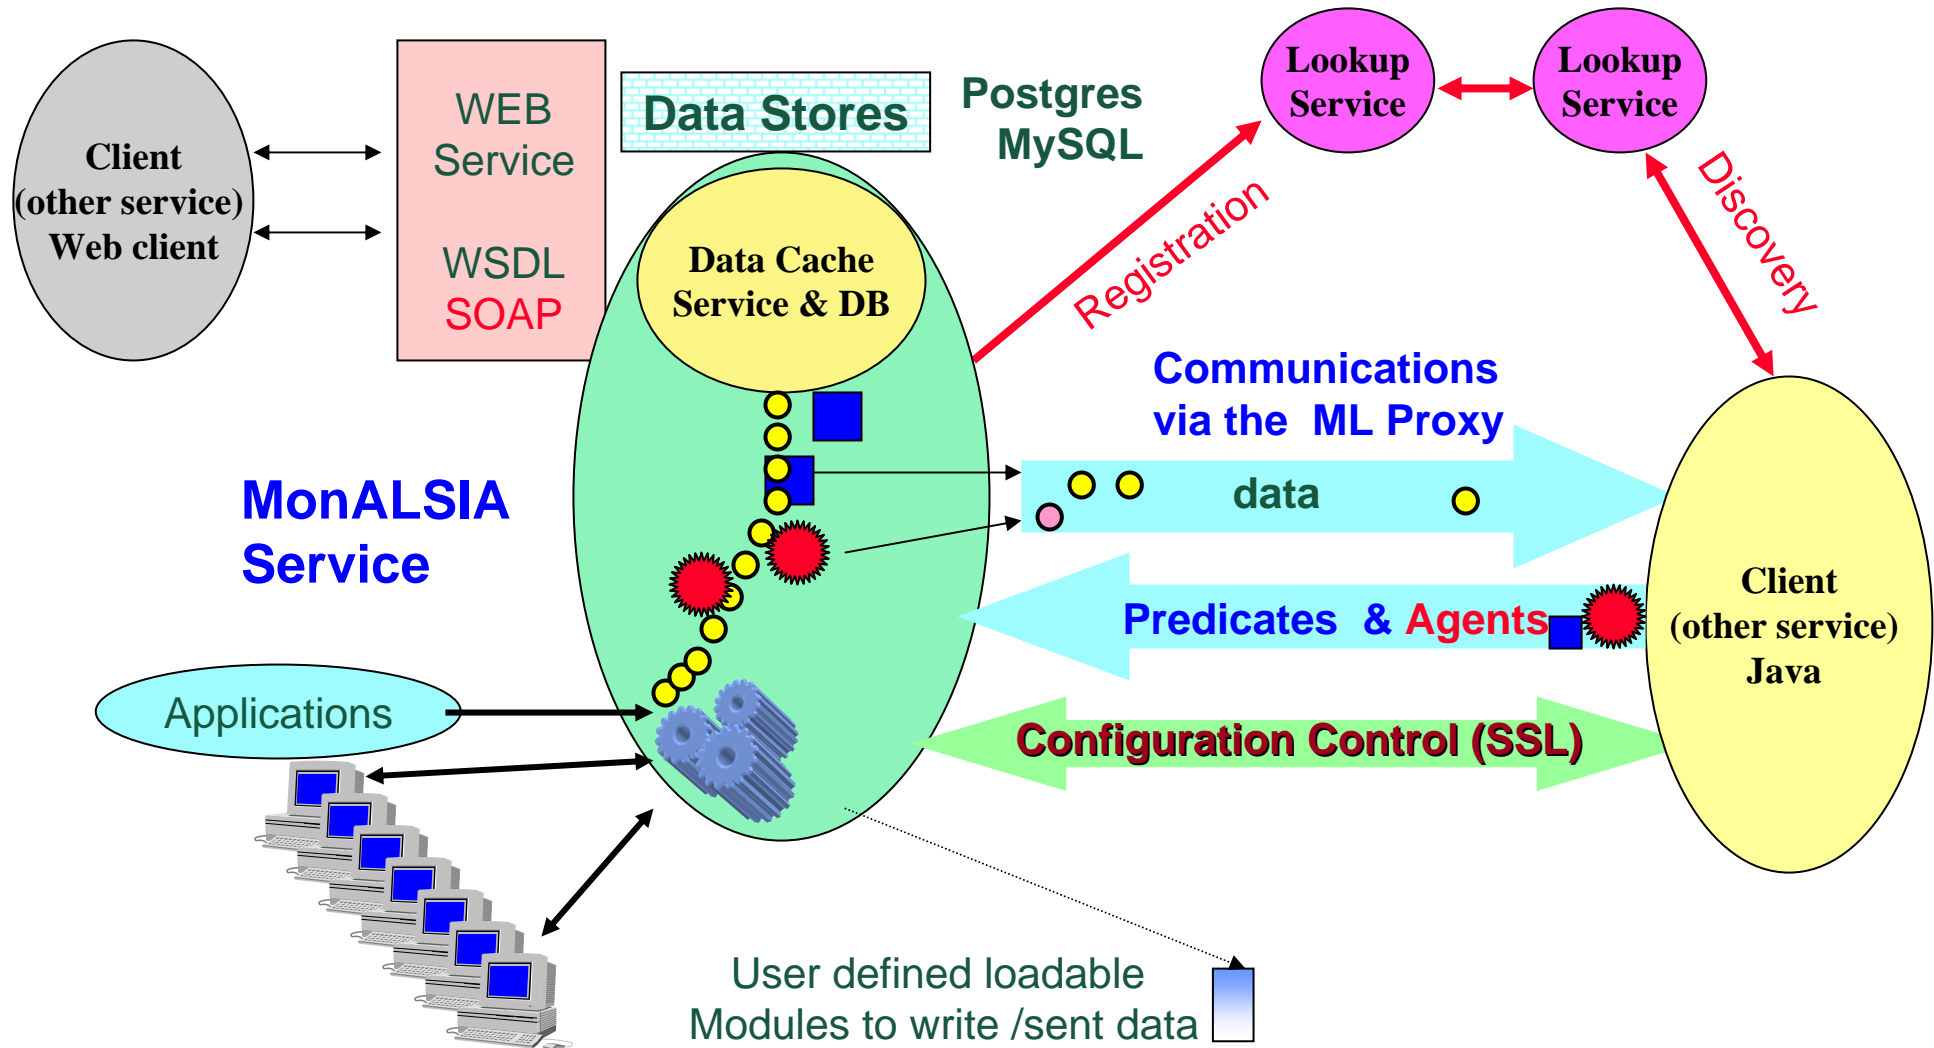 Client
(other service)
Web client
WEB
Service
WSDL
SOAP
Data Stores
Postgres
MySQL
Lookup
Service
Lookup
Service
Registration
Discovery
Data Cache
Service & DB
Communications
via the ML Proxy
data
MonALSIA
Service
Predicates & Agents
Client
(other service)
Java
Applications
Configuration Control (SSL)
User defined loadable
Modules to write /sent data